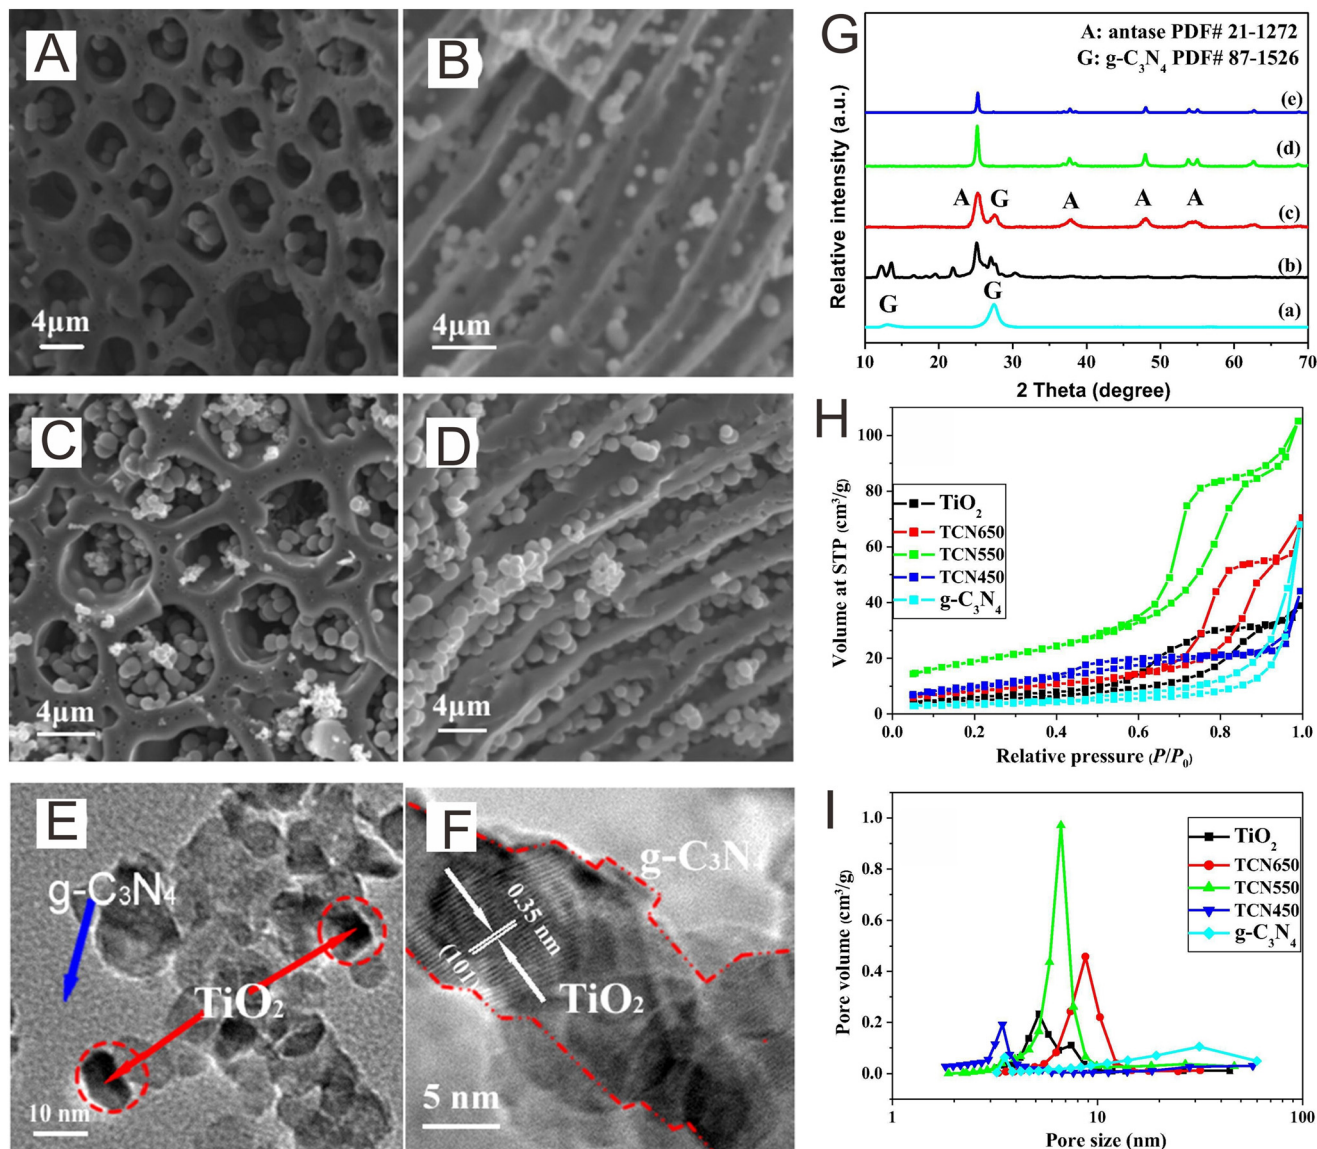 A
4μm
B
4μm
C
4μm
D
4μm
E
g-C₃N₄
TiO₂
10 nm
F
g-C₃N
0.35 nm
(101)
TiO₂
5 nm
G
A: antase PDF# 21-1272
G: g-C₃N₄ PDF# 87-1526
(e)
(d)
A G A A A
(c)
(b)
G G
(a)
Relative intensity (a.u.)
10 20 30 40 50 60 70
2 Theta (degree)
H
100
80
60
40
20
0
Volume at STP (cm³/g)
TiO₂
TCN650
TCN550
TCN450
g-C₃N₄
0.0 0.2 0.4 0.6 0.8 1.0
Relative pressure (P/P₀)
I
1.0
0.8
0.6
0.4
0.2
0.0
Pore volume (cm³/g)
TiO₂
TCN650
TCN550
TCN450
g-C₃N₄
1 10 100
Pore size (nm)